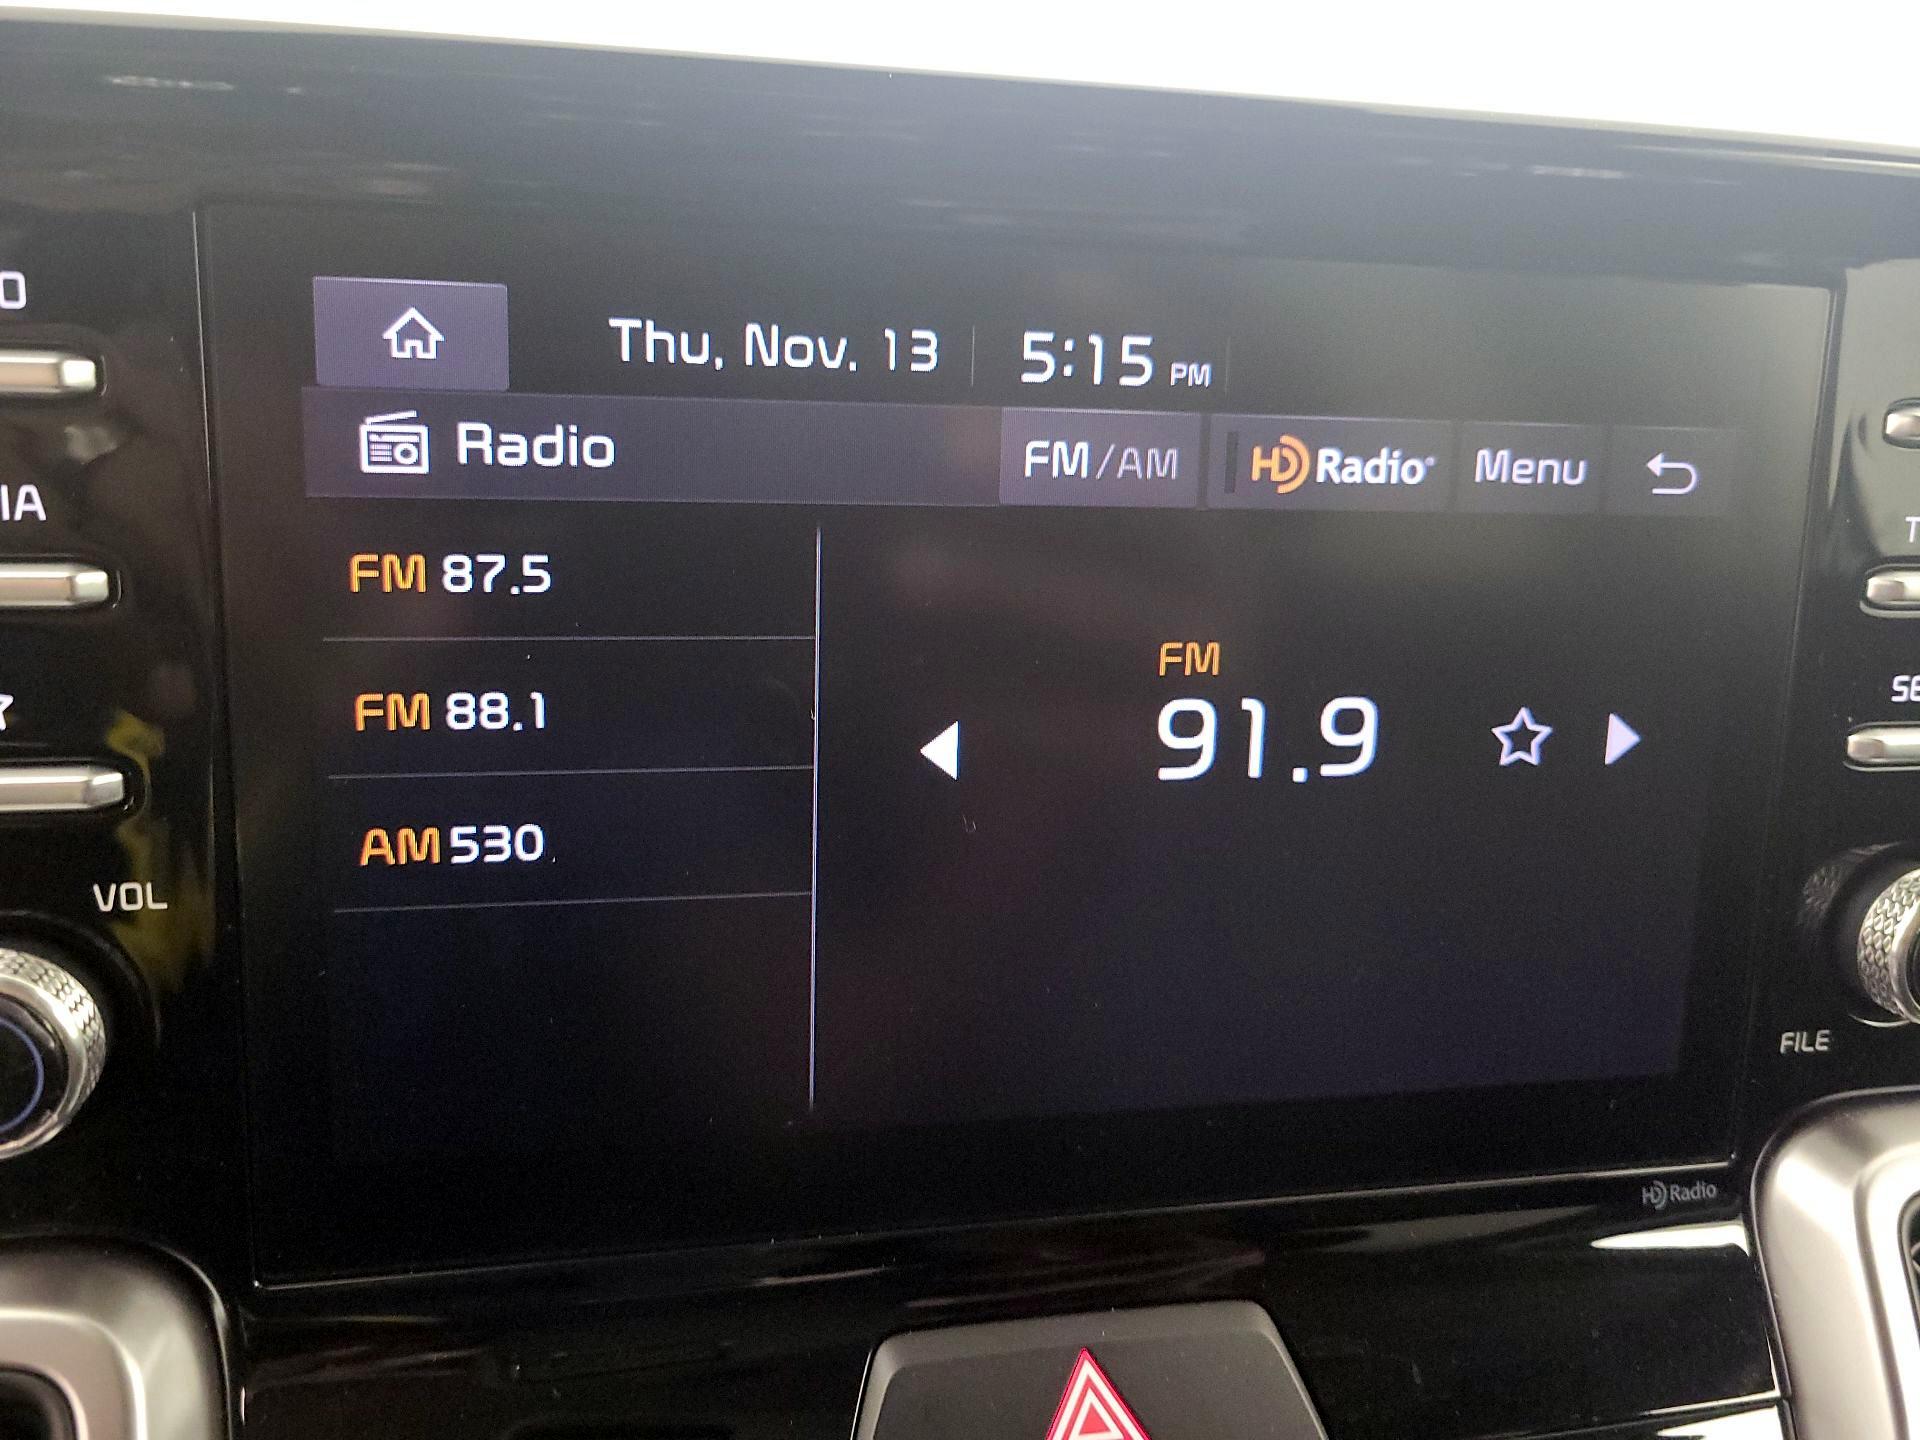 Thu, Nov. 13 5:15 PM
Radio FM/AM HD Radio Menu
FM 87.5
FM 88.1
AM 530
FM
91.9
VOL
FILE
HD Radio